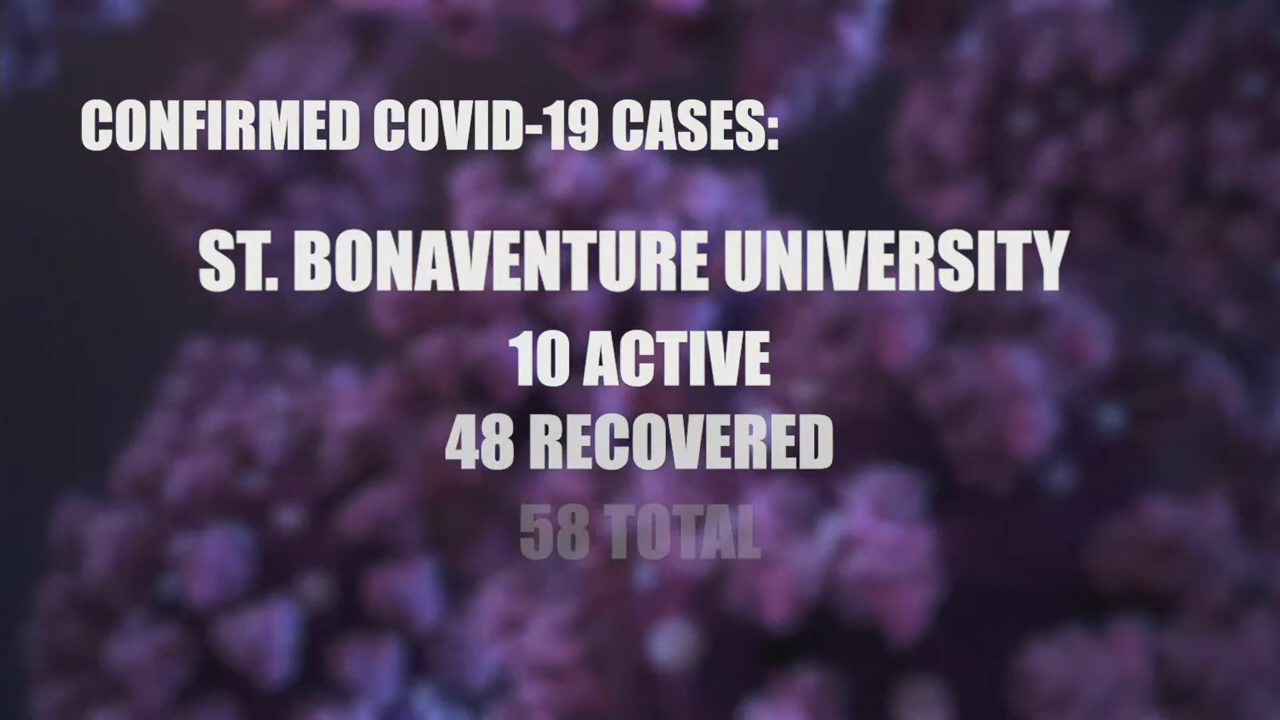 CONFIRMED COVID-19 CASES:
ST. BONAVENTURE UNIVERSITY
10 ACTIVE
48 RECOVERED
58 TOTAL